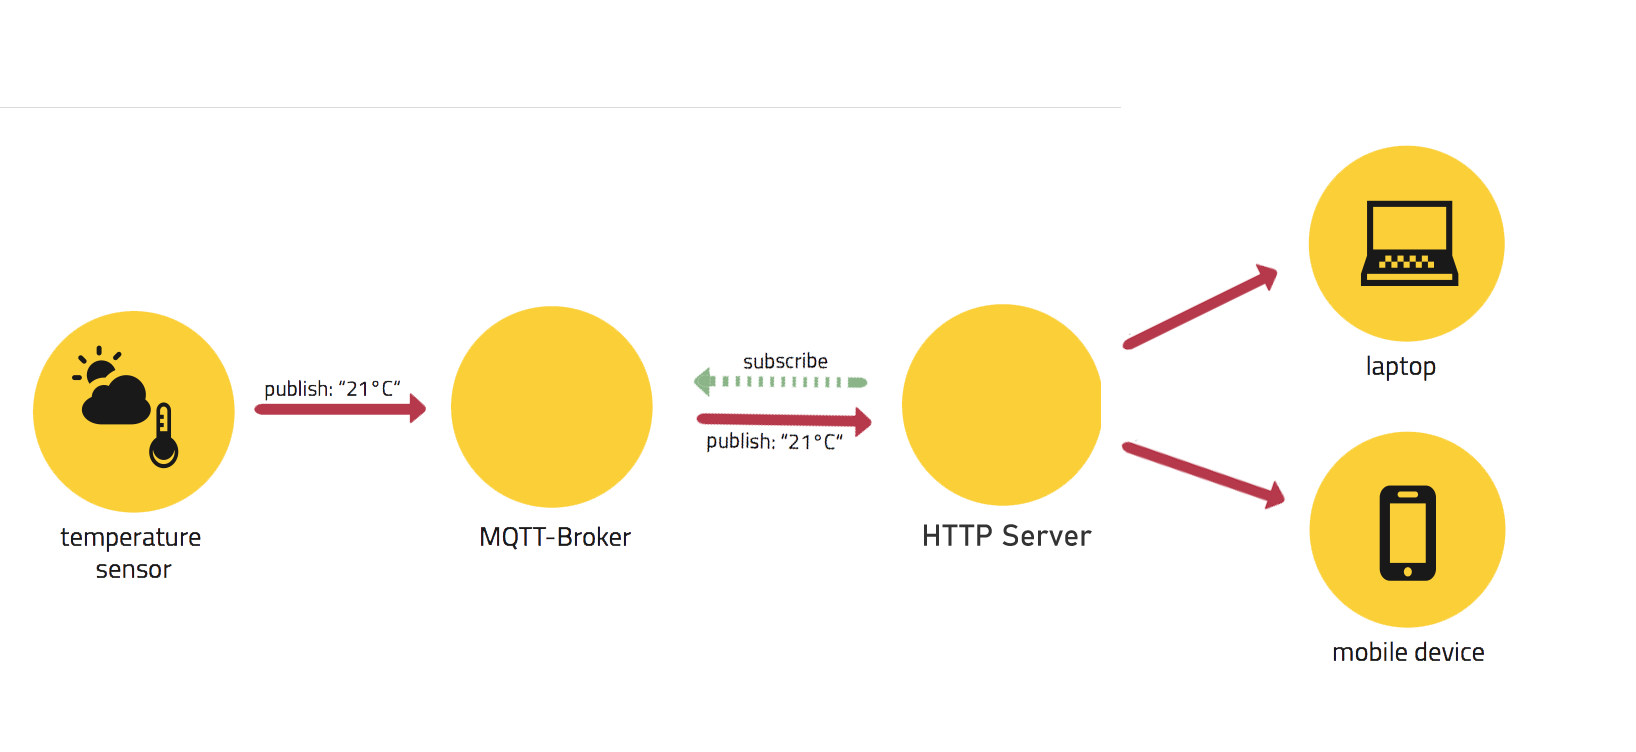 publish: “21°C“
temperature
sensor
MQTT-Broker
subscribe
publish: “21°C“
HTTP Server
laptop
mobile device